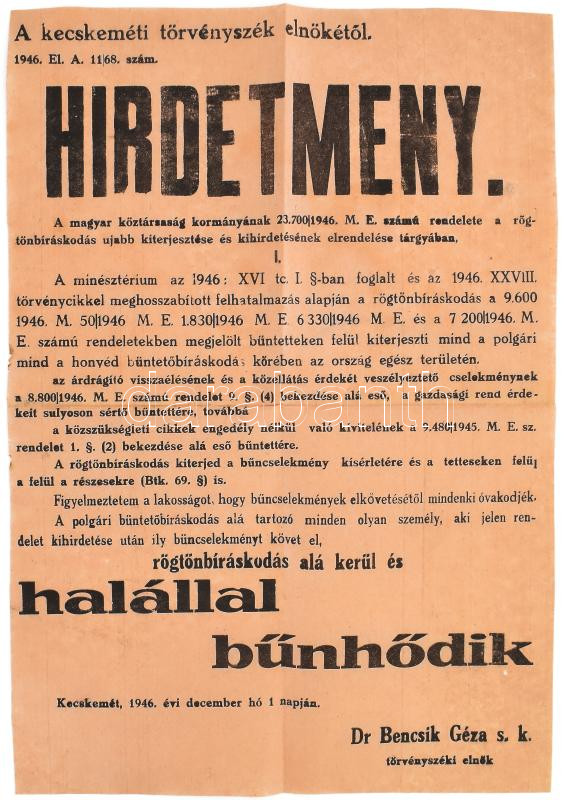 A kecskeméti törvényszék elnökétől.
1946. El. A. 11|68. szám.
HIRDETMENY.
A magyar köztársaság kormányának 23.700|1946. M. E. számú rendelete a rög-
tönbíráskodás ujabb kiterjesztése és kihirdetésének elrendelése tárgyában,
I.
A minésztérium az 1946: XVI tc. I. §-ban foglalt és az 1946. XXVIII.
törvénycikkel meghosszabított felhatalmazás alapján a rögtönbíráskodás a 9.600
1946. M. 50|1946 M. E. 1.830|1946 M. E. 6 330|1946 M. E. és a 7 200|1946. M.
E. számú rendeletekben megjelölt bűntetteken felül kiterjeszti mind a polgári
mind a honyéd büntetőbíráskodás körében az ország egész területén.
az árdrágító visszaélésének és a közéllátás érdekét veszélyeztető cselekménynek
a 8.800|1946. M. E. számú rendelet 9. §. (4) bekezdése alá eső, a gazdasági rend érde-
keit sulyoson sértő bűntettére, továbbá
a közszükségleti cikkek engedély nélkül való kivitelének a 9.480|1945. M. E. sz.
rendelet 1. §. (2) bekezdése alá eső bűntettére.
A rögtönbíráskodás kiterjed a bűncselekmény kísérletére és a tetteseken felül
a felül a részesekre (Btk. 69. §) is.
Figyelmeztetem a lakosságot, hogy bűncselekmények elkövetésétől mindenki óvakodjék.
A polgári büntetőbíráskodás alá tartozó minden olyan személy, aki jelen ren-
delet kihirdetése után ily bűncselekményt követ el,
rögtönbíráskodás alá kerül és
halállal
bűnhődik
Kecskemét, 1946. évi december hó 1 napján.
Dr Bencsik Géza s. k.
törvényszéki elnök
darabanth